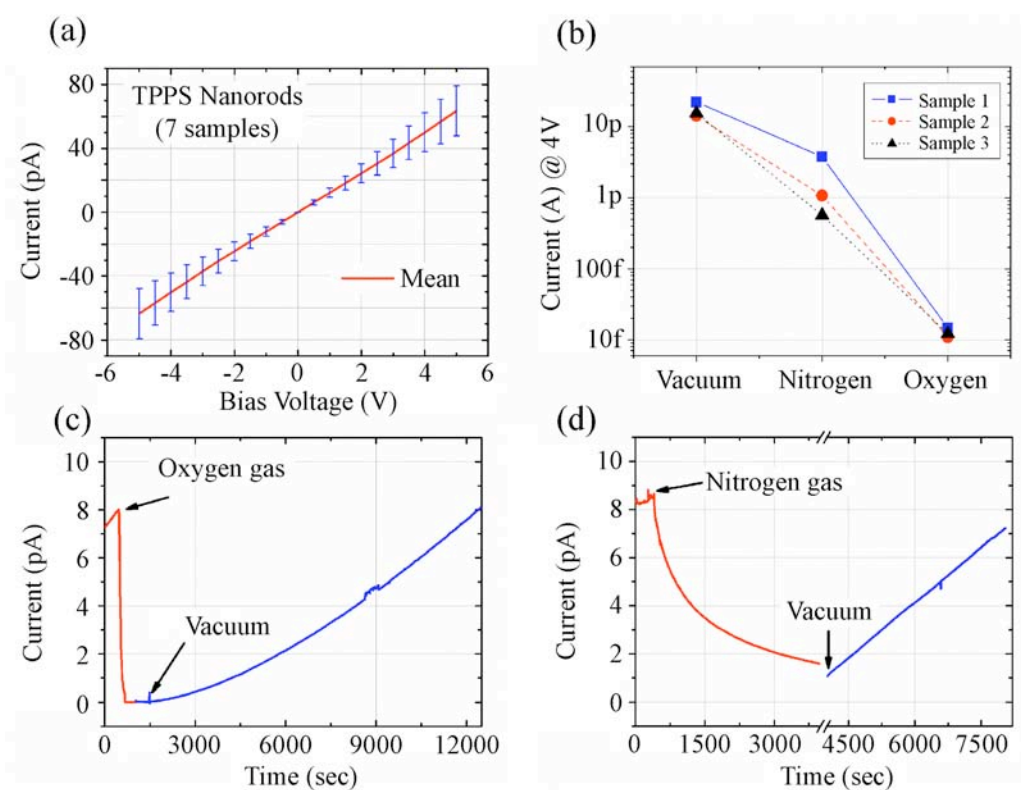 (a)
80
40
0
-40
-80
Current (pA)
TPPS Nanorods
(7 samples)
Mean
-6 -4 -2 0 2 4 6
Bias Voltage (V)
(b)
10p
1p
100f
10f
Current (A) @ 4V
Sample 1
Sample 2
Sample 3
Vacuum Nitrogen Oxygen
(c)
10
8
6
4
2
0
Current (pA)
Oxygen gas
Vacuum
0 3000 6000 9000 12000
Time (sec)
(d)
10
8
6
4
2
0
Current (pA)
Nitrogen gas
Vacuum
0 1500 3000 4500 6000 7500
Time (sec)